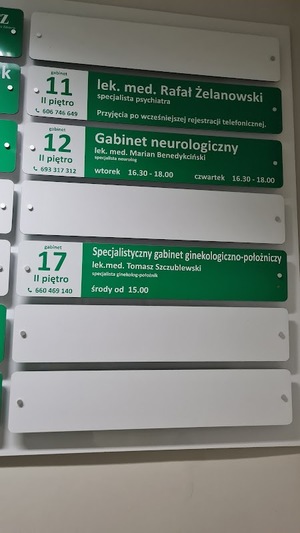 Z
k
gabinet
11
II piętro
606 746 649
lek. med. Rafał Żelanowski
specjalista psychiatra
Przyjęcia po wcześniejszej rejestracji telefonicznej.
gabinet
12
II piętro
693 317 312
Gabinet neurologiczny
lek. med. Marian Benedykciński
specjalista neurolog
wtorek 16.30 - 18.00 czwartek 16.30 - 18.00
gabinet
17
II piętro
660 469 140
Specjalistyczny gabinet ginekologiczno-położniczy
lek.med. Tomasz Szczublewski
specjalista ginekolog-położnik
środy od 15.00